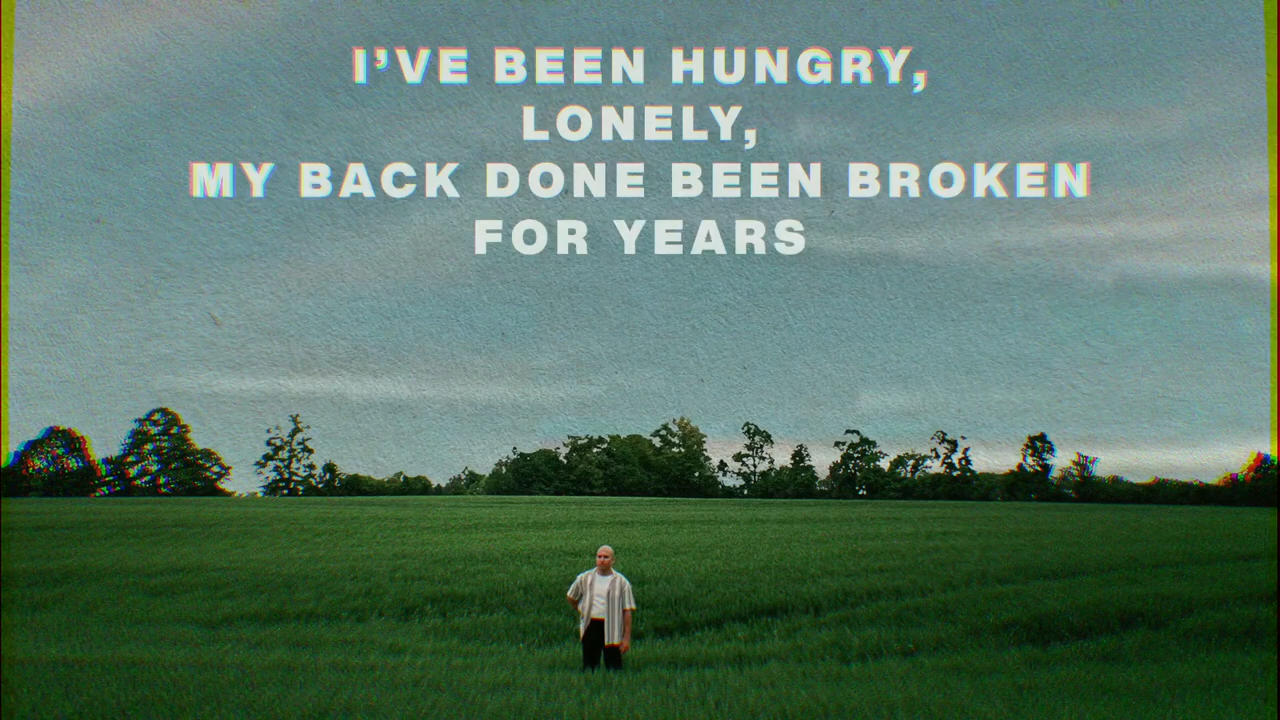 I'VE BEEN HUNGRY,
LONELY,
MY BACK DONE BEEN BROKEN
FOR YEARS